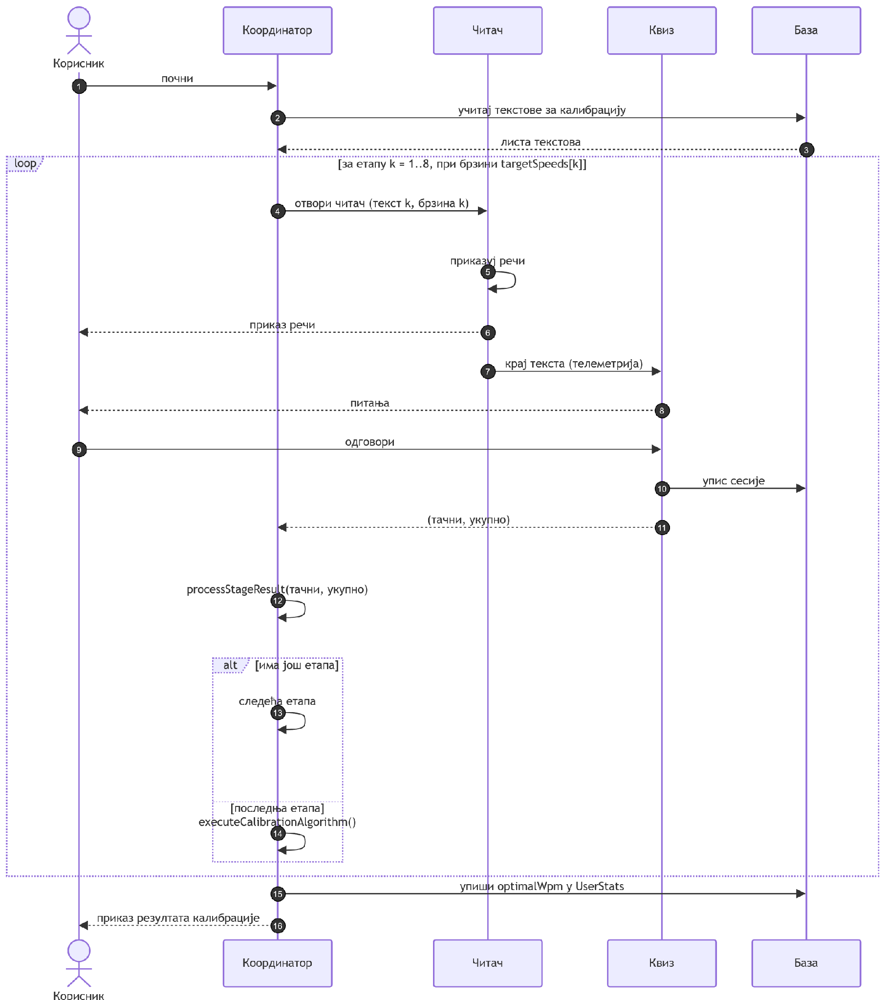 Корисник
Координатор
Читач
Квиз
База
почни
1
учитај текстове за калибрацију
2
листа текстова
3
loop
[за етапу k = 1..8, при брзини targetSpeeds[k]]
отвори читач (текст k, брзина k)
4
приказуј речи
5
приказ речи
6
крај текста (телеметрија)
7
питања
8
одговори
9
упис сесије
10
(тачни, укупно)
11
processStageResult(тачни, укупно)
12
alt
[има још етапа]
следећа етапа
13
[последња етапа]
executeCalibrationAlgorithm()
14
упиши optimalWpm у UserStats
15
приказ резултата калибрације
16
Координатор
Читач
Квиз
База
Корисник